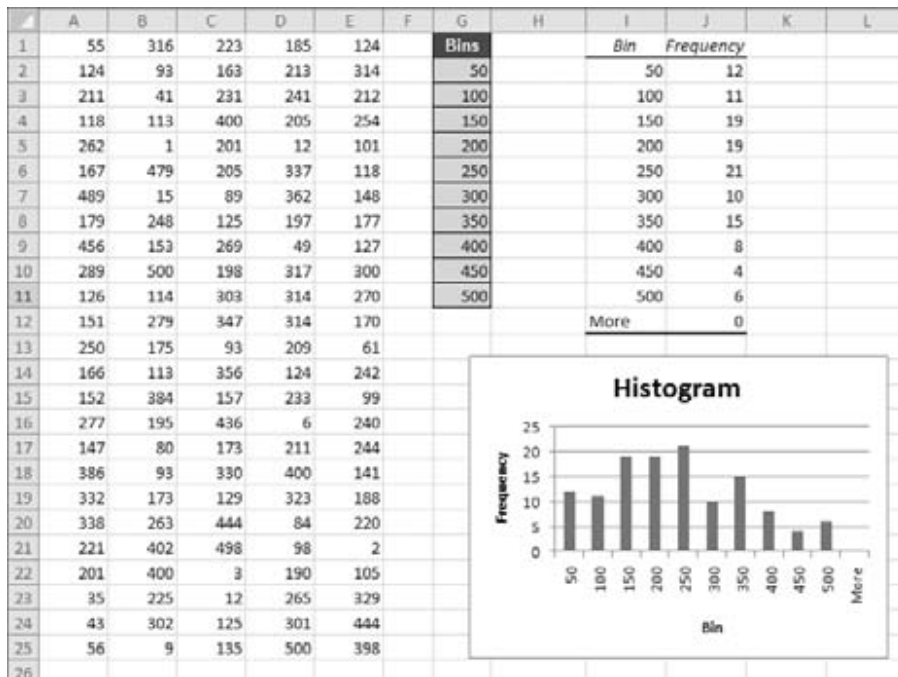 A B C D E F G H I J K L
1 55 316 223 185 124 Bins Bin Frequency
2 124 93 163 213 314 50 50 12
3 211 41 231 241 212 100 100 11
4 118 113 400 205 254 150 150 19
5 262 1 201 12 101 200 200 19
6 167 479 205 337 118 250 250 21
7 489 15 89 362 148 300 300 10
8 179 248 125 197 177 350 350 15
9 456 153 269 49 127 400 400 8
10 289 500 198 317 300 450 450 4
11 126 114 303 314 270 500 500 6
12 151 279 347 314 170 More 0
13 250 175 93 209 61
14 166 113 356 124 242
15 152 384 157 233 99
16 277 195 436 6 240
17 147 80 173 211 244
18 386 93 330 400 141
19 332 173 129 323 188
20 338 263 444 84 220
21 221 402 498 98 2
22 201 400 3 190 105
23 35 225 12 265 329
24 43 302 125 301 444
25 56 9 135 500 398
26
Histogram
Frequency
25
20
15
10
5
0
50 100 150 200 250 300 350 400 450 500 More
Bin